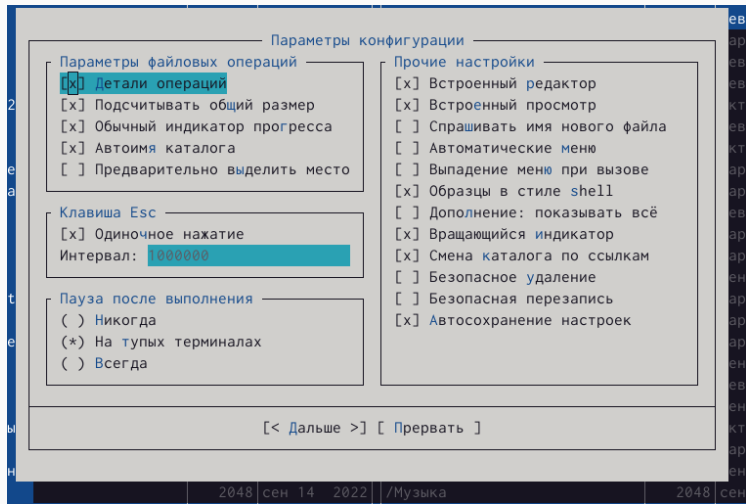 Параметры конфигурации
Параметры файловых операций
[x] Детали операций
[x] Подсчитывать общий размер
[x] Обычный индикатор прогресса
[x] Автоимя каталога
[ ] Предварительно выделить место
Клавиша Esc
[x] Одиночное нажатие
Интервал: 1000000
Пауза после выполнения
( ) Никогда
(*) На тупых терминалах
( ) Всегда
Прочие настройки
[x] Встроенный редактор
[x] Встроенный просмотр
[ ] Спрашивать имя нового файла
[ ] Автоматические меню
[ ] Выпадение меню при вызове
[x] Образцы в стиле shell
[ ] Дополнение: показывать всё
[x] Вращающийся индикатор
[x] Смена каталога по ссылкам
[ ] Безопасное удаление
[ ] Безопасная перезапись
[x] Автосохранение настроек
[< Дальше >] [ Прервать ]
2048 сен 14 2022 /Музыка 2048 сен